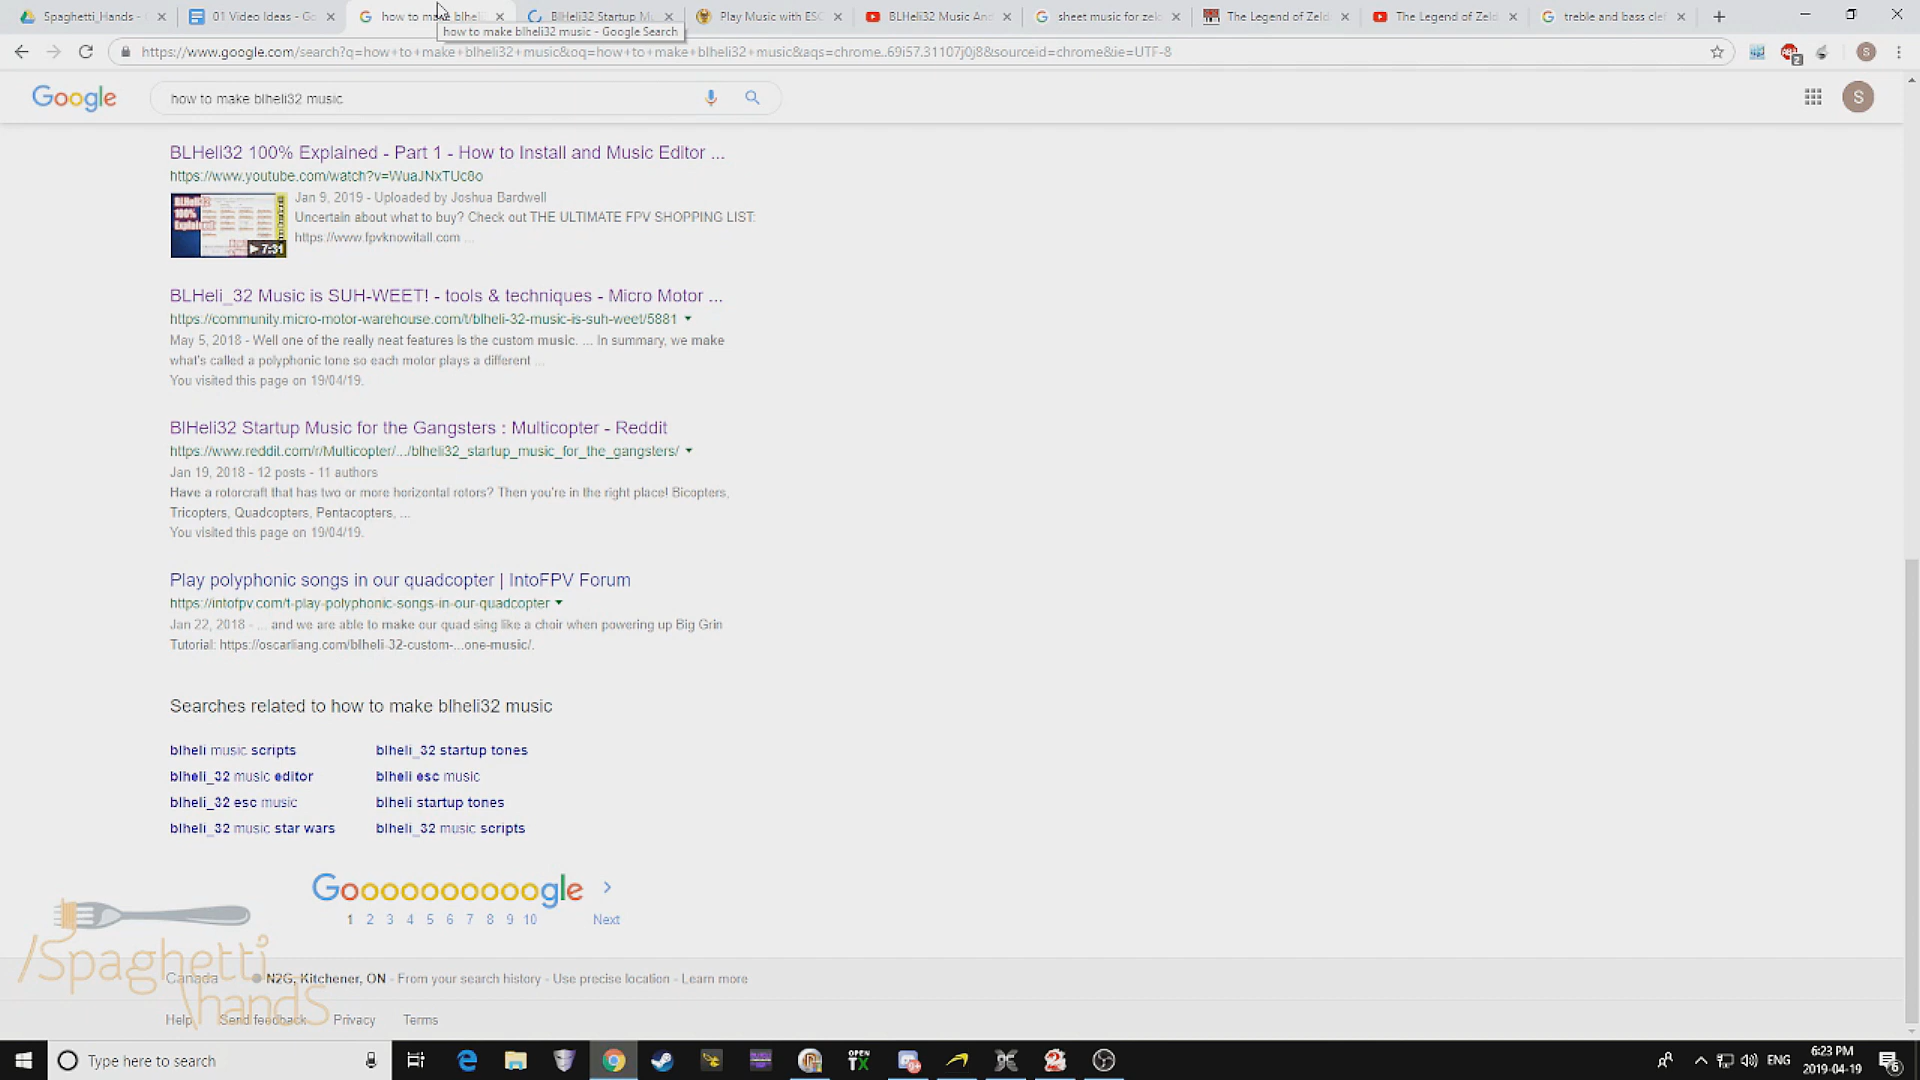 Spaghetti_Hands -
01 Video Ideas - Go
how to make blheli
BlHeli32 Startup Mu
Play Music with ESC
BLHeli32 Music And
sheet music for zeld
The Legend of Zeld
The Legend of Zeld
treble and bass clef
how to make blheli32 music - Google Search
https://www.google.com/search?q=how+to+make+blheli32+music&oq=how+to+make+blheli32+music&aqs=chrome..69i57.31107j0j8&sourceid=chrome&ie=UTF-8
Google
how to make blheli32 music
S
BLHeli32 100% Explained - Part 1 - How to Install and Music Editor ...
https://www.youtube.com/watch?v=WuaJNxTUc8o
BLHeli32
100%
Explained
7:31
Jan 9, 2019 - Uploaded by Joshua Bardwell
Uncertain about what to buy? Check out THE ULTIMATE FPV SHOPPING LIST:
https://www.fpvknowitall.com ...
BLHeli_32 Music is SUH-WEET! - tools & techniques - Micro Motor ...
https://community.micro-motor-warehouse.com/t/blheli-32-music-is-suh-weet/5881
May 5, 2018 - Well one of the really neat features is the custom music. ... In summary, we make
what's called a polyphonic tone so each motor plays a different ...
You visited this page on 19/04/19.
BlHeli32 Startup Music for the Gangsters : Multicopter - Reddit
https://www.reddit.com/r/Multicopter/.../blheli32_startup_music_for_the_gangsters/
Jan 19, 2018 - 12 posts - 11 authors
Have a rotorcraft that has two or more horizontal rotors? Then you're in the right place! Bicopters,
Tricopters, Quadcopters, Pentacopters, ...
You visited this page on 19/04/19.
Play polyphonic songs in our quadcopter | IntoFPV Forum
https://intofpv.com/t-play-polyphonic-songs-in-our-quadcopter
Jan 22, 2018 - ... and we are able to make our quad sing like a choir when powering up Big Grin
Tutorial: https://oscarliang.com/blheli-32-custom-...one-music/.
Searches related to how to make blheli32 music
blheli music scripts
blheli_32 startup tones
blheli_32 music editor
blheli esc music
blheli_32 esc music
blheli startup tones
blheli_32 music star wars
blheli_32 music scripts
Goooooooooogle
1 2 3 4 5 6 7 8 9 10 Next
Spaghetti
hands
Canada
N2G, Kitchener, ON - From your search history - Use precise location - Learn more
Help Send feedback Privacy Terms
Type here to search
OPEN
TX
ENG
6:23 PM
2019-04-19
6